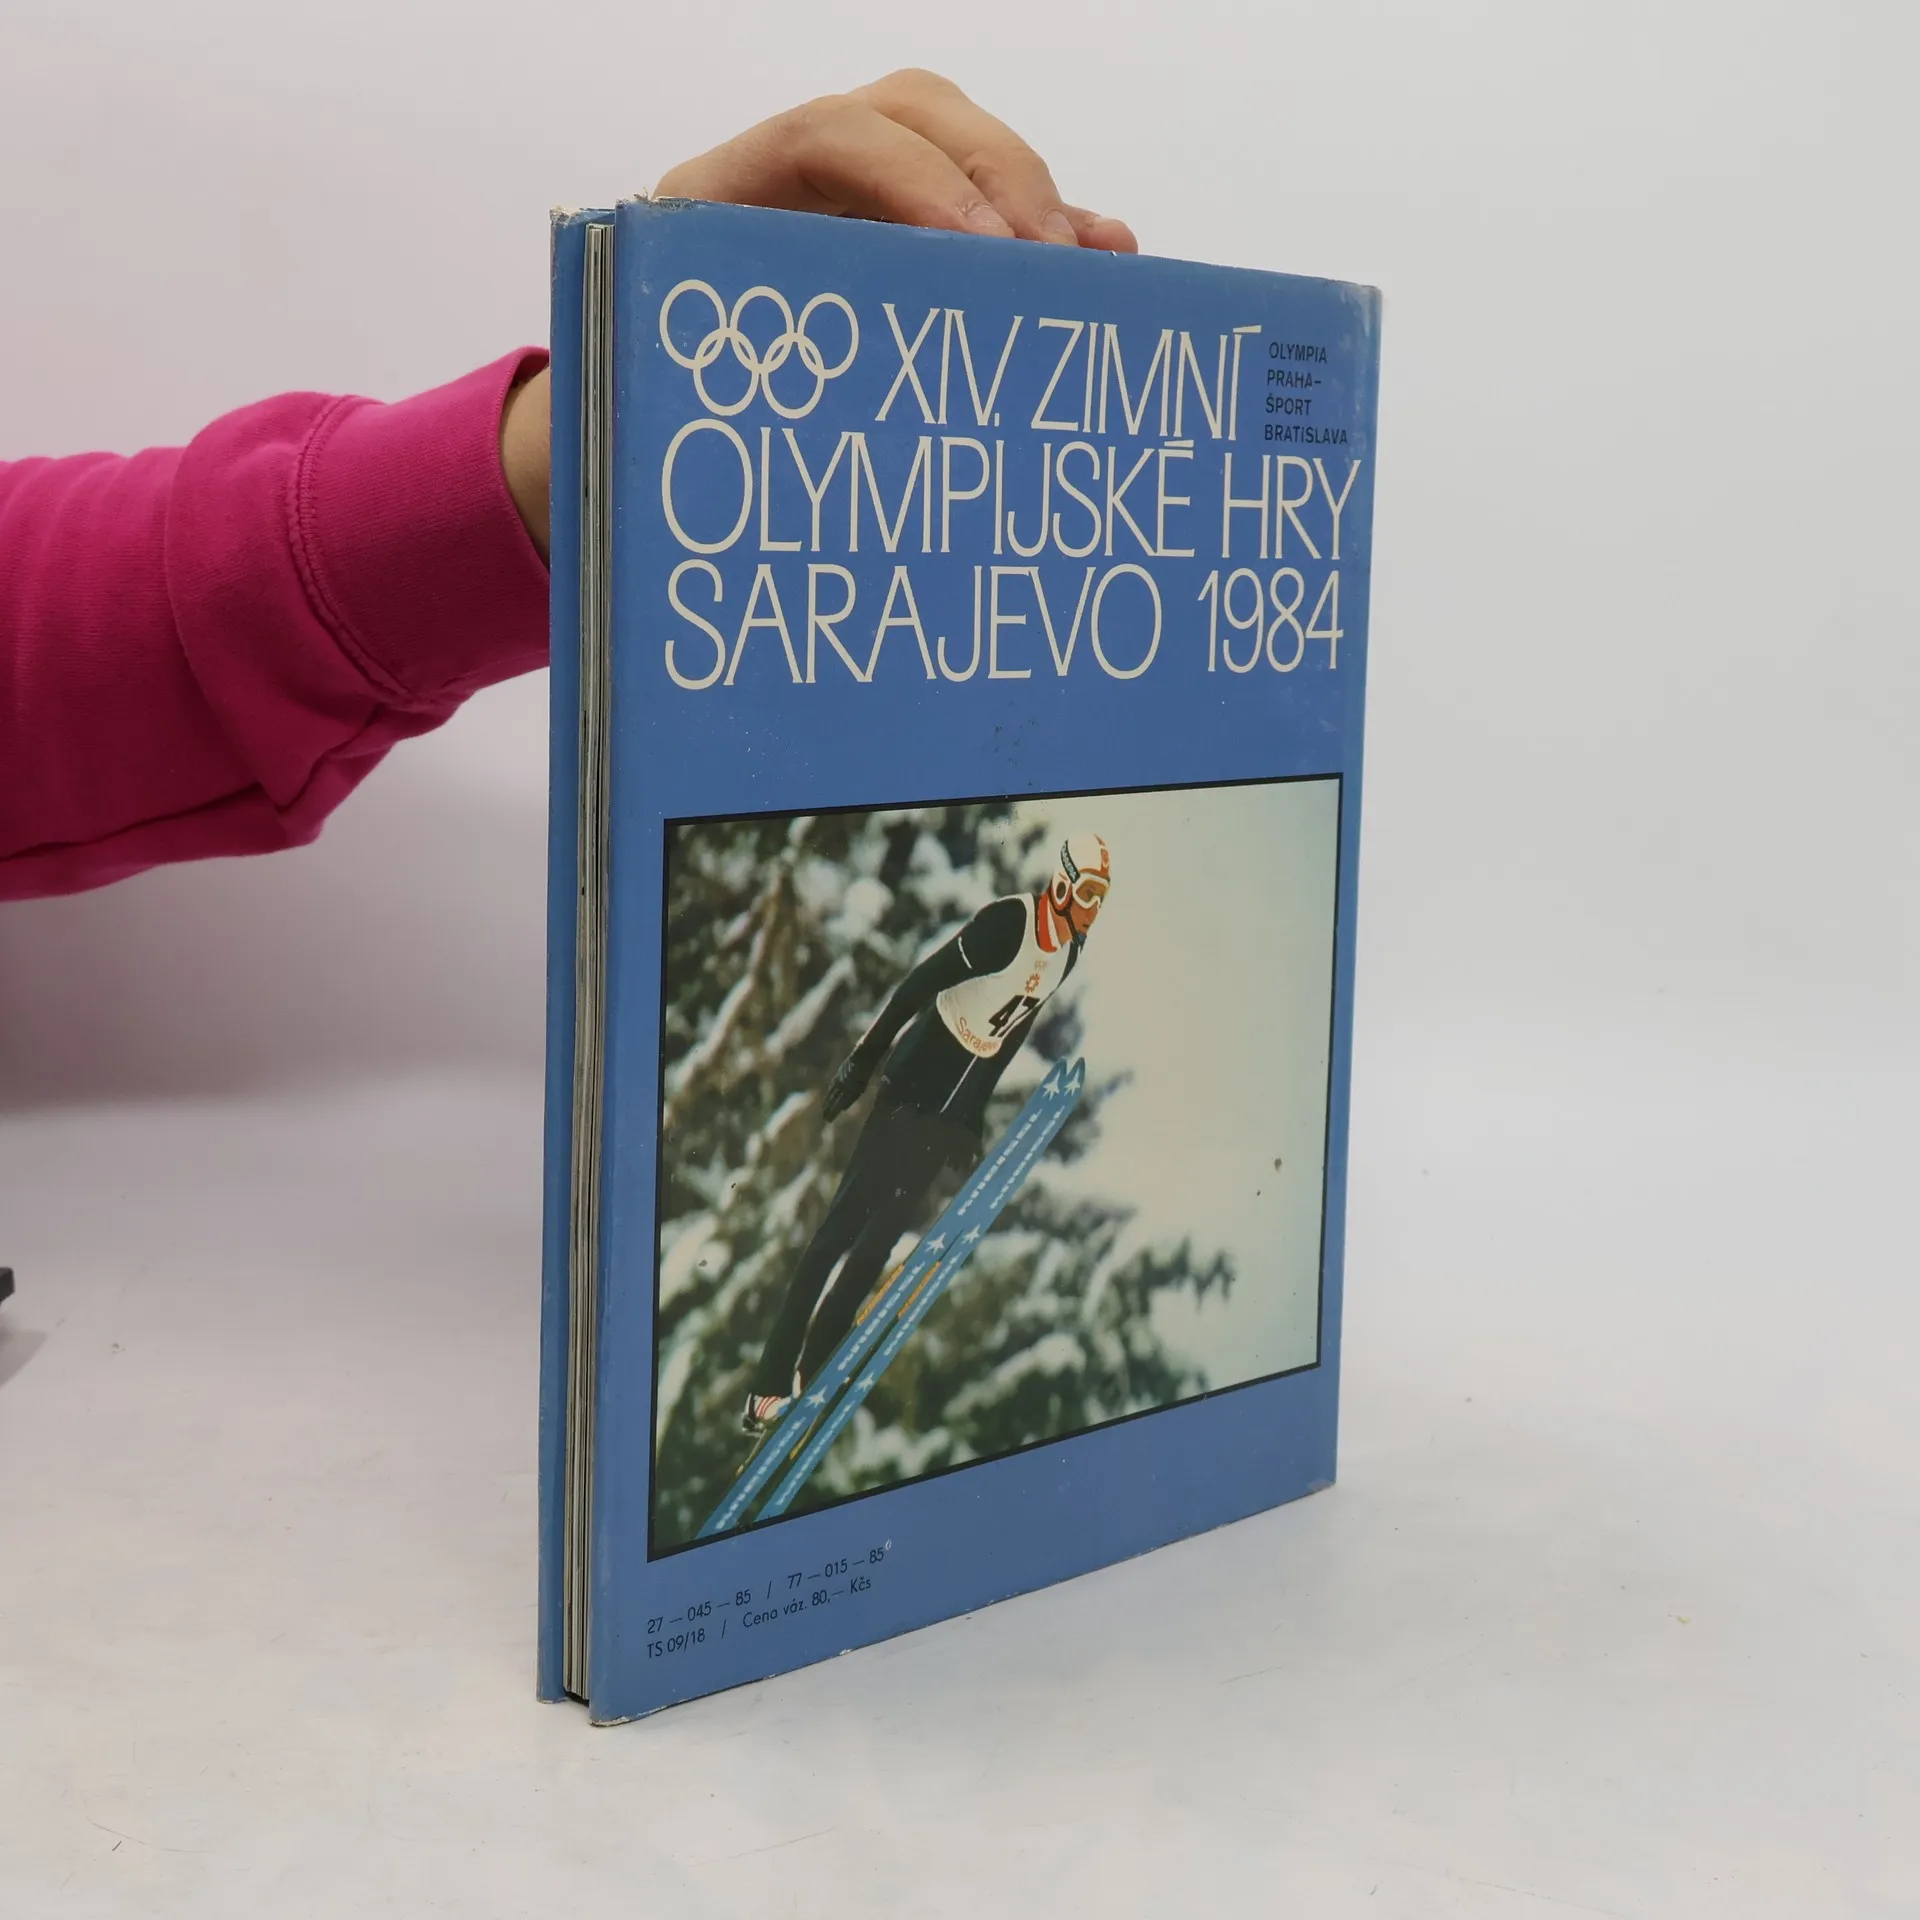 XIV. ZIMNÍ
OLYMPIA
PRAHA–
ŠPORT
BRATISLAVA
OLYMPIJSKÉ HRY
SARAJEVO 1984
47
Sarajevo
27 — 045 — 85 / 77 — 015 — 85
TS 09/18 / Cena váz. 80,— Kčs